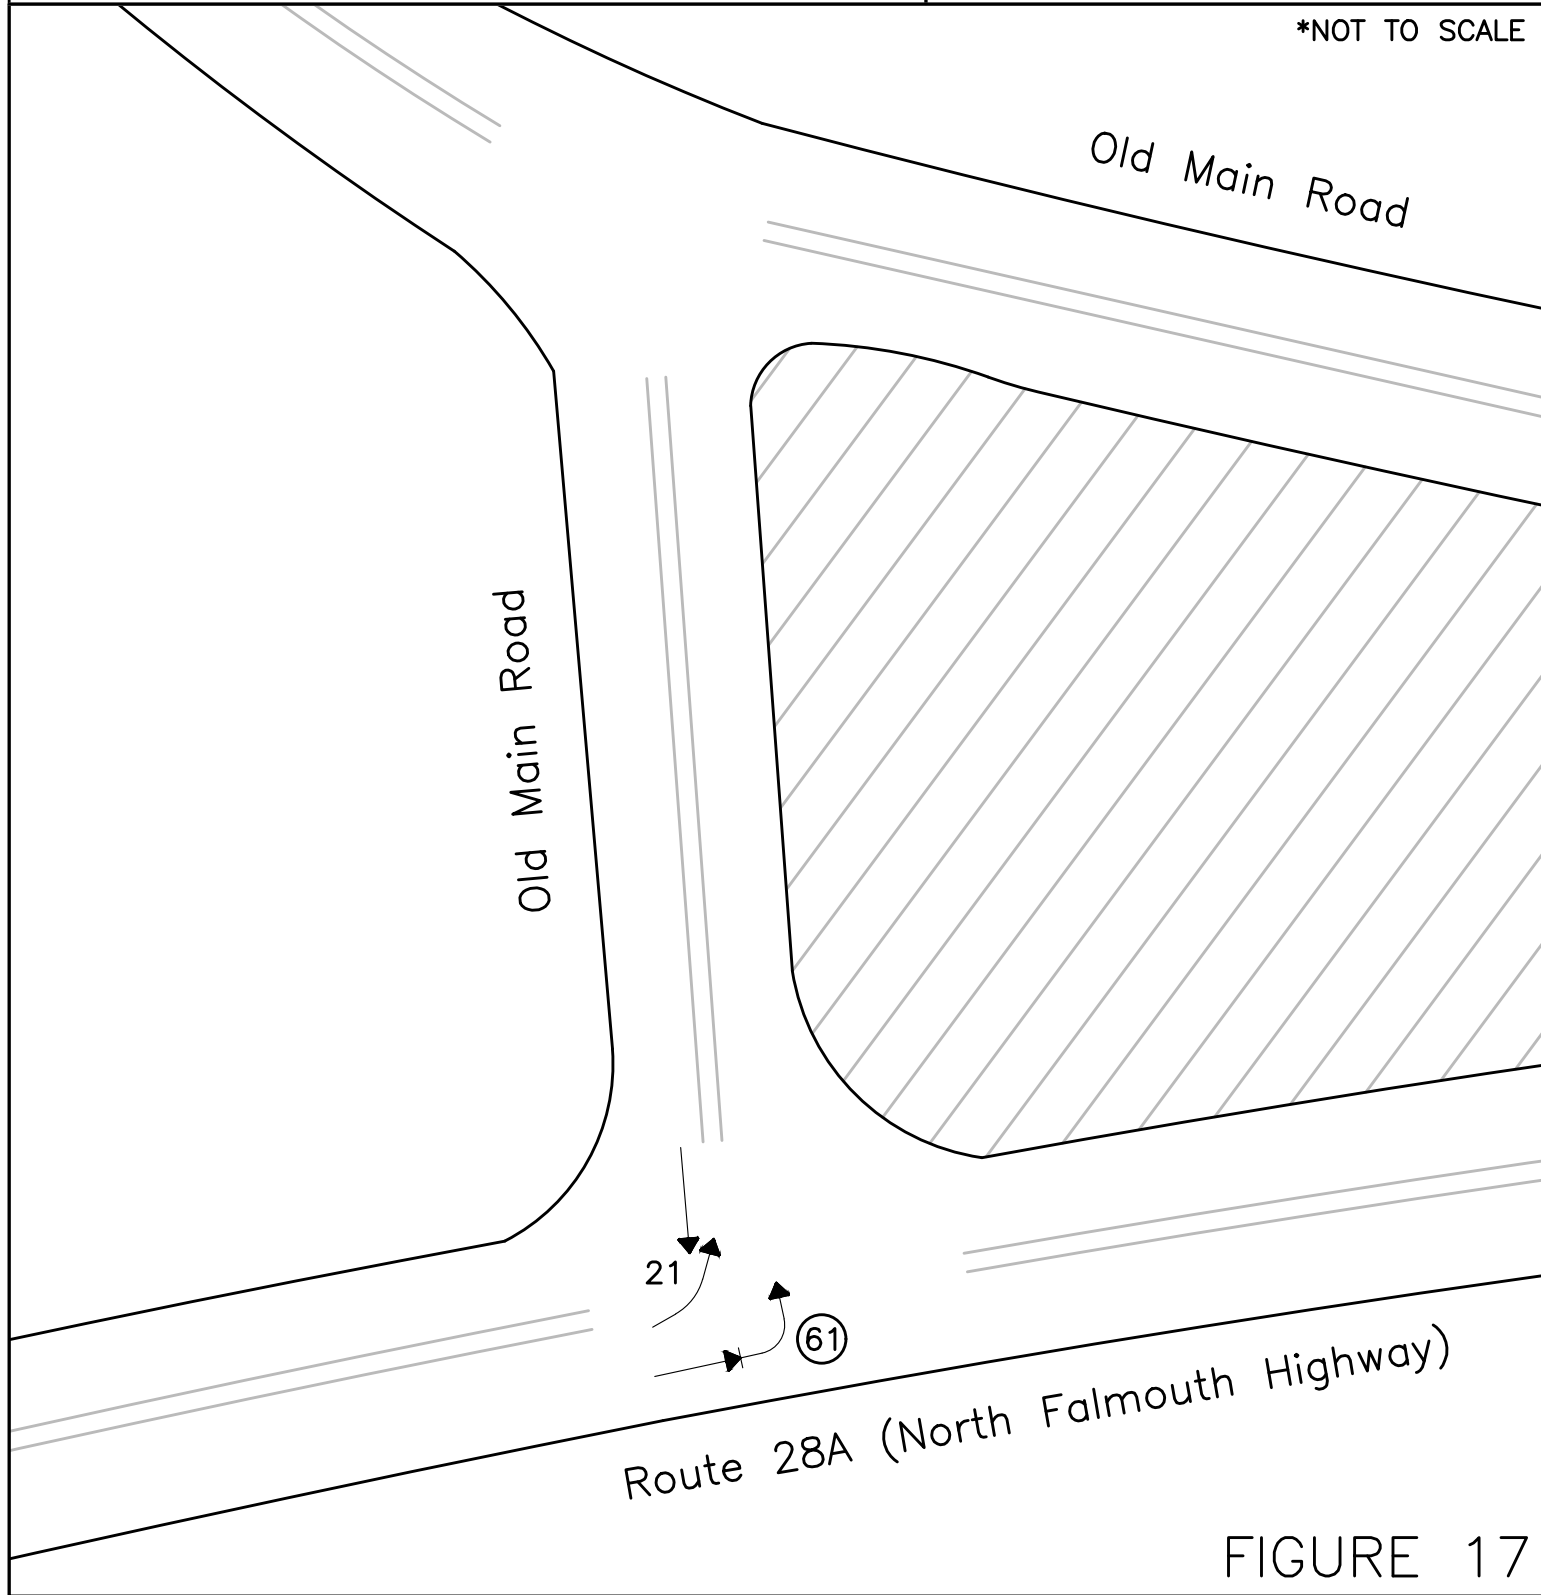 *NOT TO SCALE
Old Main Road
Old Main Road
21
61
Route 28A (North Falmouth Highway)
FIGURE 17